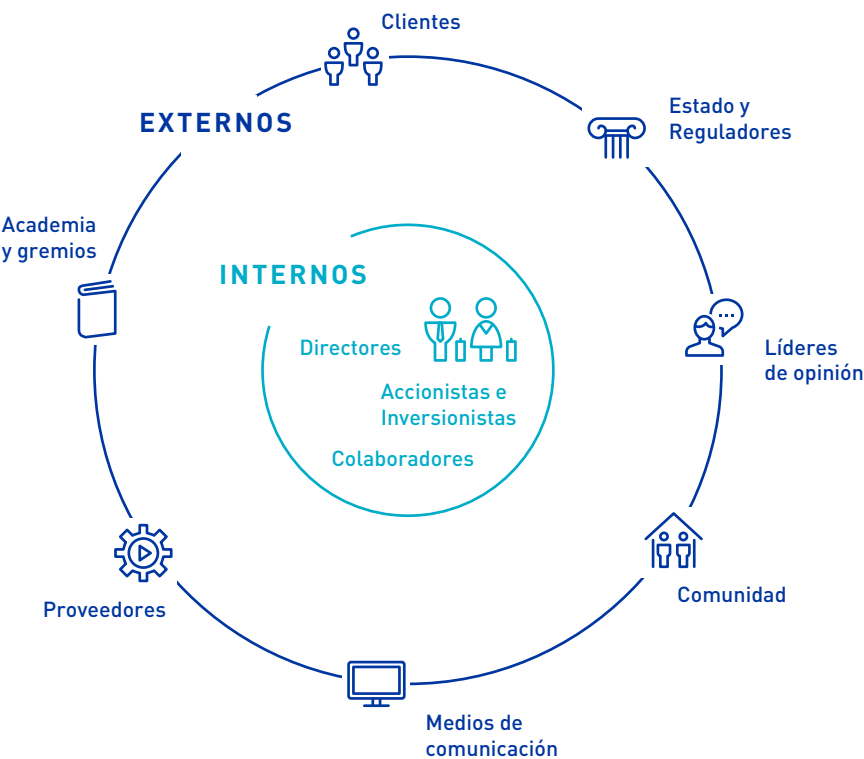 Clientes
EXTERNOS
Estado y
Reguladores
Academia
y gremios
INTERNOS
Directores
Accionistas e
Inversionistas
Colaboradores
Líderes
de opinión
Comunidad
Proveedores
Medios de
comunicación